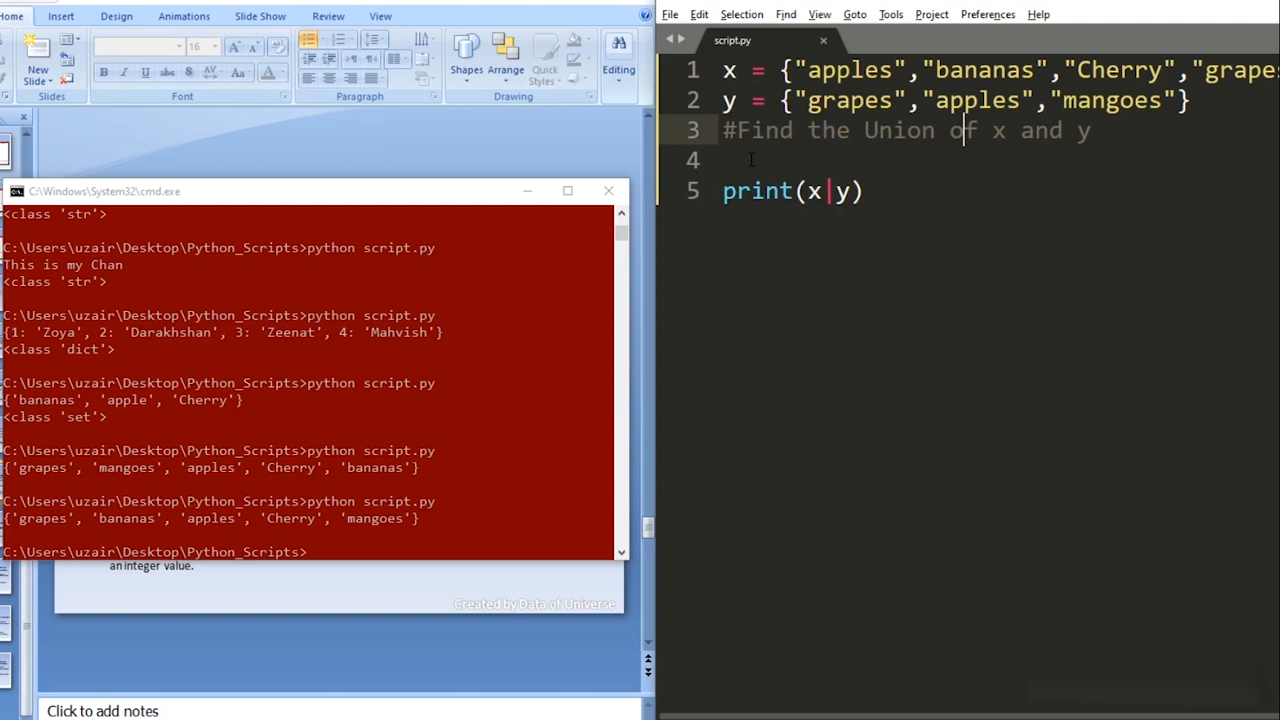 Home Insert Design Animations Slide Show Review View
16
B I U abc S AV Aa A
New
Slide
Slides
Font
Paragraph
Shapes Arrange Quick
Styles
Drawing
Editing
C:\Windows\System32\cmd.exe
<class 'str'>
C:\Users\uzair\Desktop\Python_Scripts>python script.py
This is my Chan
<class 'str'>
C:\Users\uzair\Desktop\Python_Scripts>python script.py
{1: 'Zoya', 2: 'Darakhshan', 3: 'Zeenat', 4: 'Mahvish'}
<class 'dict'>
C:\Users\uzair\Desktop\Python_Scripts>python script.py
{'bananas', 'apple', 'Cherry'}
<class 'set'>
C:\Users\uzair\Desktop\Python_Scripts>python script.py
{'grapes', 'mangoes', 'apples', 'Cherry', 'bananas'}
C:\Users\uzair\Desktop\Python_Scripts>python script.py
{'grapes', 'bananas', 'apples', 'Cherry', 'mangoes'}
C:\Users\uzair\Desktop\Python_Scripts>
an integer value.
Created by Data of Universe
Click to add notes
File Edit Selection Find View Goto Tools Project Preferences Help
script.py
1 x = {"apples","bananas","Cherry","grapes
2 y = {"grapes","apples","mangoes"}
3 #Find the Union of x and y
4
5 print(x|y)